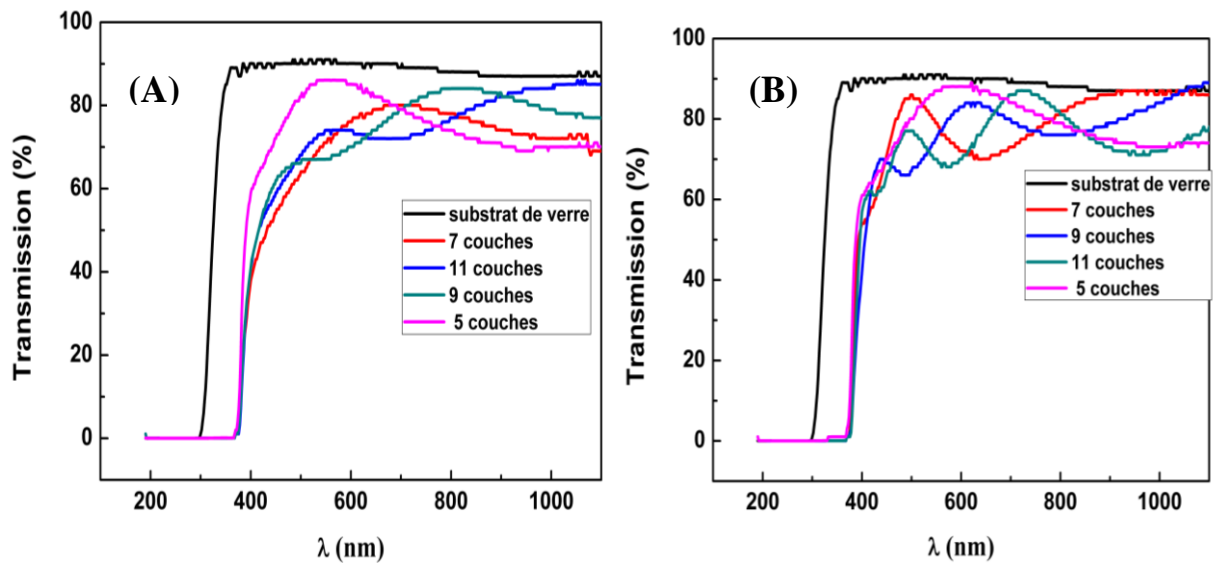 (A)
Transmission (%)
100
80
60
40
20
0
200
400
600
800
1000
λ (nm)
substrat de verre
7 couches
11 couches
9 couches
5 couches
(B)
Transmission (%)
100
80
60
40
20
0
200
400
600
800
1000
λ (nm)
substrat de verre
7 couches
9 couches
11 couches
5 couches